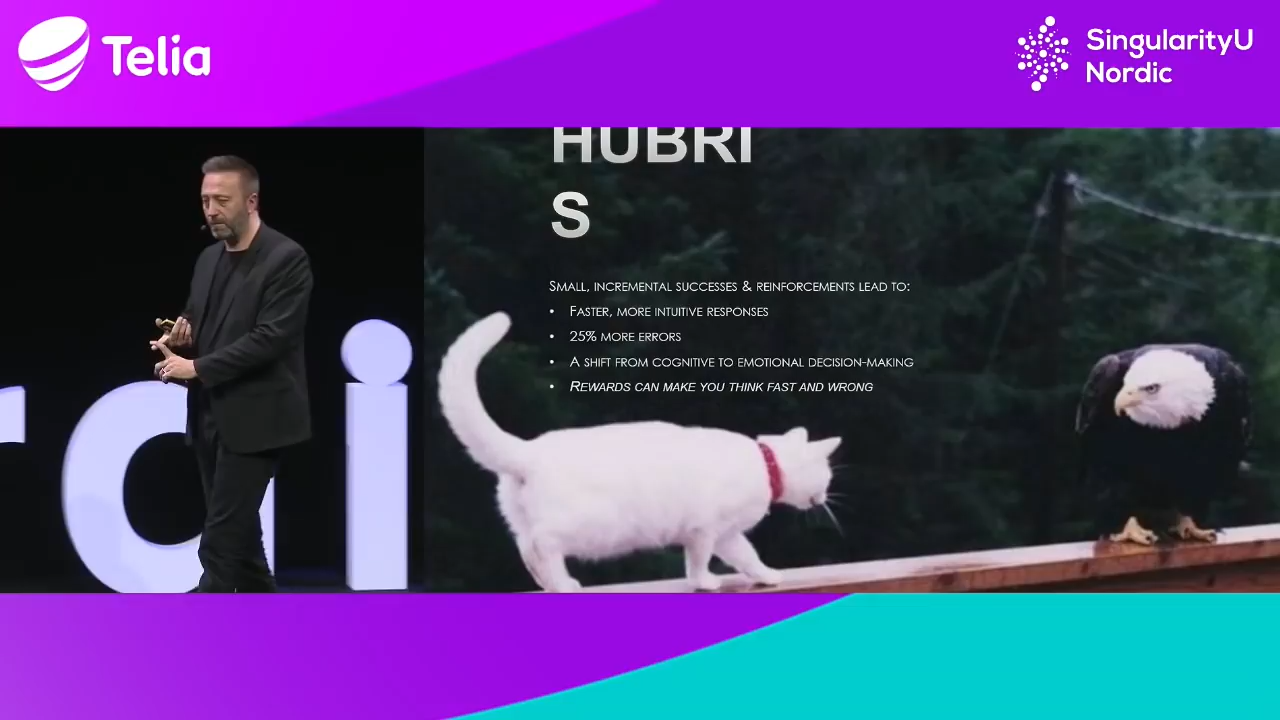 Telia
SingularityU
Nordic
HUBRI
S
SMALL, INCREMENTAL SUCCESSES & REINFORCEMENTS LEAD TO:
• FASTER, MORE INTUITIVE RESPONSES
• 25% MORE ERRORS
• A SHIFT FROM COGNITIVE TO EMOTIONAL DECISION-MAKING
• REWARDS CAN MAKE YOU THINK FAST AND WRONG